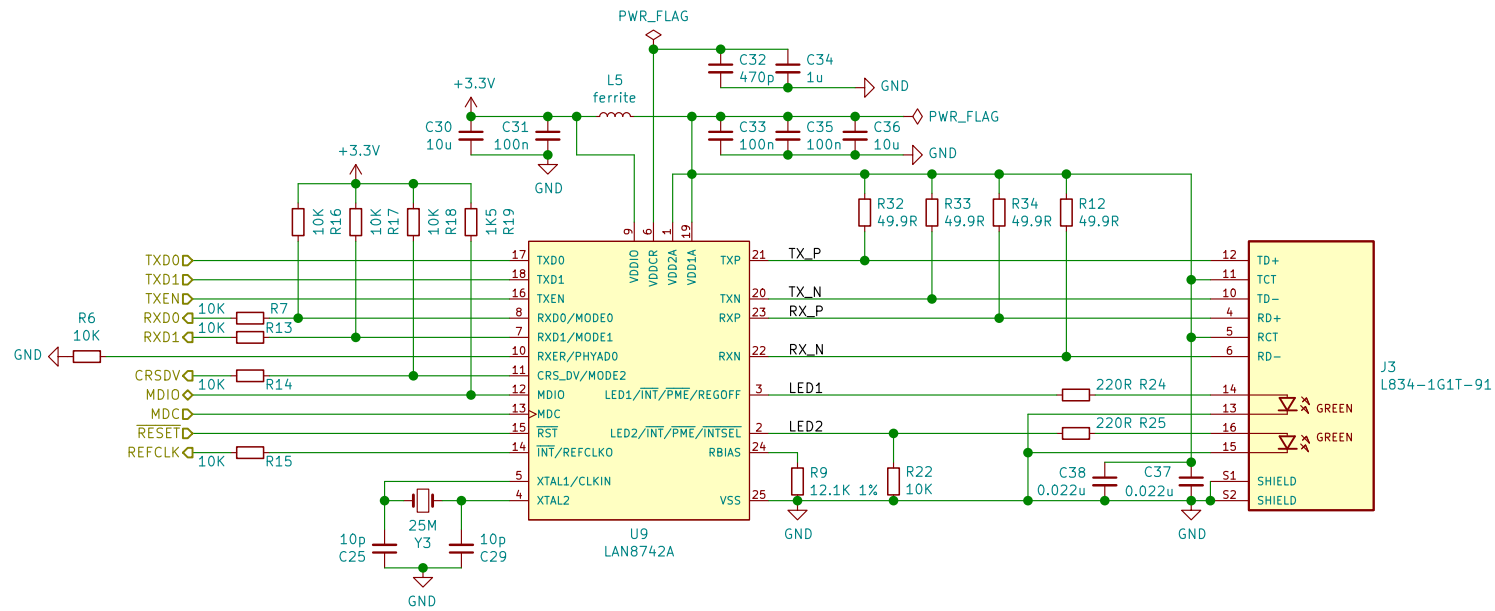 PWR_FLAG
C32
470p
C34
1u
GND
+3.3V
L5
ferrite
C30
10u
C31
100n
GND
C33
100n
C35
100n
C36
10u
PWR_FLAG
GND
+3.3V
10K R16
10K R17
10K R18
1K5 R19
R32
49.9R
R33
49.9R
R34
49.9R
R12
49.9R
9 6 1 19
VDDIO VDDCR VDD2A VDD1A
TXD0 17 TXD0
TXD1 18 TXD1
TXEN 16 TXEN
RXD0 10K R7 8 RXD0/MODE0
RXD1 10K R13 7 RXD1/MODE1
R6
10K
GND
10 RXER/PHYAD0
CRSDV 10K R14 11 CRS_DV/MODE2
MDIO 12 MDIO
MDC 13 MDC
RESET 15 RST
REFCLK 10K R15 14 INT/REFCLKO
5 XTAL1/CLKIN
4 XTAL2
TXP 21 TX_P
TXN 20 TX_N
RXP 23 RX_P
RXN 22 RX_N
LED1/INT/PME/REGOFF 3 LED1
LED2/INT/PME/INTSEL 2 LED2
RBIAS 24
VSS 25
220R R24
220R R25
R9
12.1K 1%
R22
10K
GND
C38
0.022u
C37
0.022u
GND
12 TD+
11 TCT
10 TD-
4 RD+
5 RCT
6 RD-
14
13
GREEN
16
15
GREEN
S1 SHIELD
S2 SHIELD
J3
L834-1G1T-91
25M
Y3
10p
C25
10p
C29
GND
U9
LAN8742A